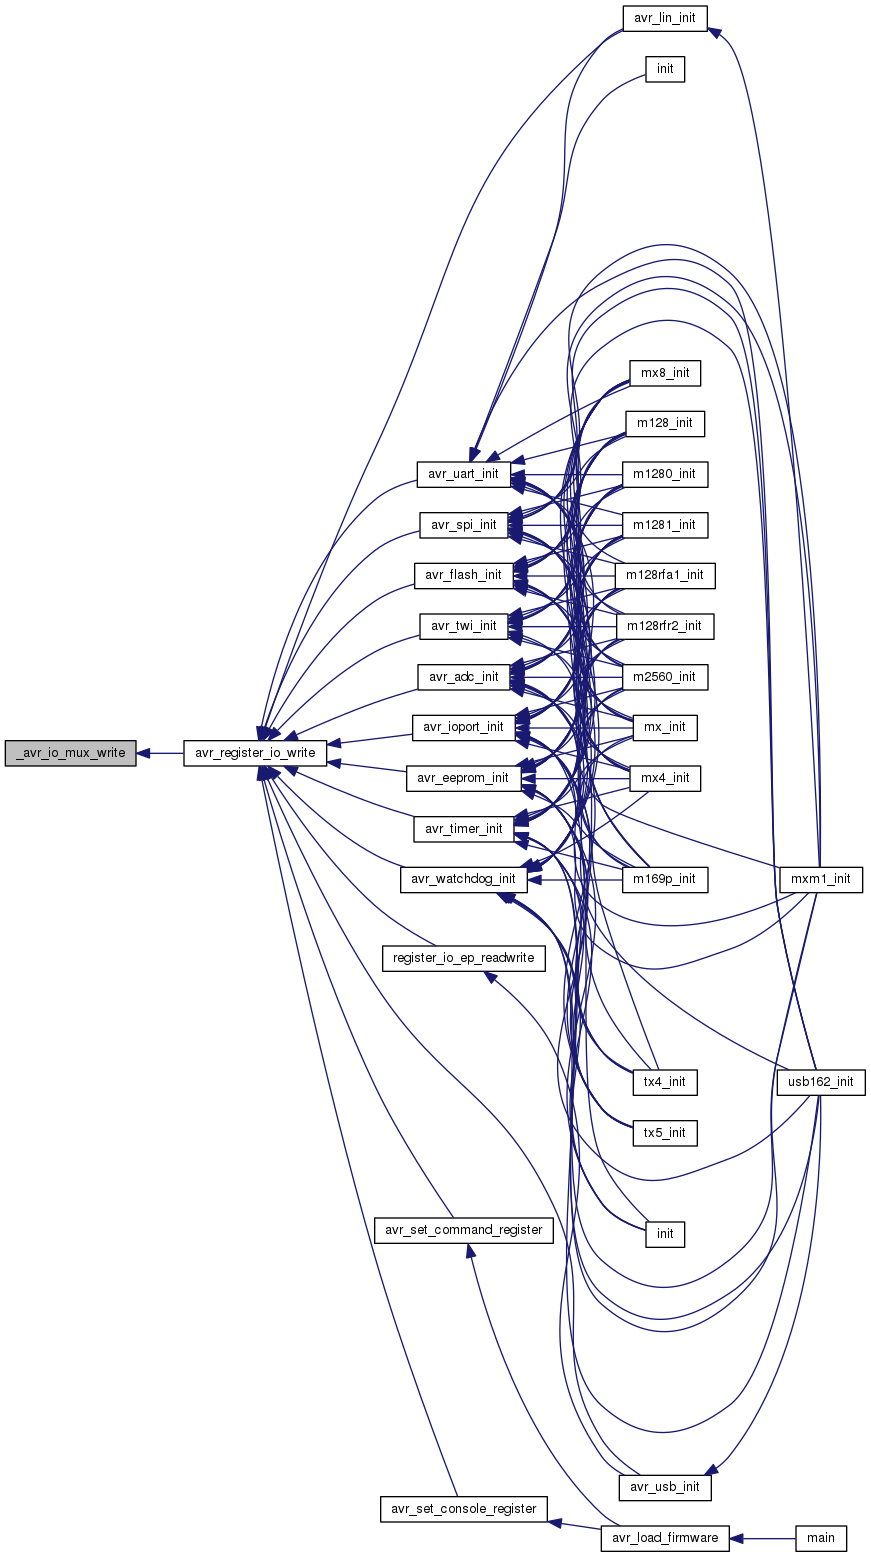 avr_lin_init
init
mx8_init
m128_init
avr_uart_init
m1280_init
avr_spi_init
m1281_init
avr_flash_init
m128rfa1_init
avr_twi_init
m128rfr2_init
avr_adc_init
m2560_init
avr_ioport_init
mx_init
_avr_io_mux_write
avr_register_io_write
avr_eeprom_init
mx4_init
avr_timer_init
avr_watchdog_init
m169p_init
mxm1_init
register_io_ep_readwrite
tx4_init
usb162_init
tx5_init
avr_set_command_register
init
avr_usb_init
avr_set_console_register
avr_load_firmware
main